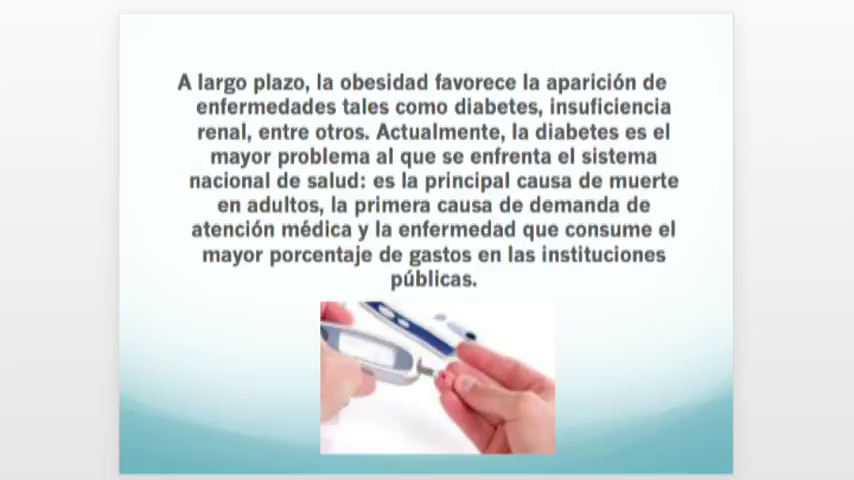 A largo plazo, la obesidad favorece la aparición de
enfermedades tales como diabetes, insuficiencia
renal, entre otros. Actualmente, la diabetes es el
mayor problema al que se enfrenta el sistema
nacional de salud: es la principal causa de muerte
en adultos, la primera causa de demanda de
atención médica y la enfermedad que consume el
mayor porcentaje de gastos en las instituciones
públicas.